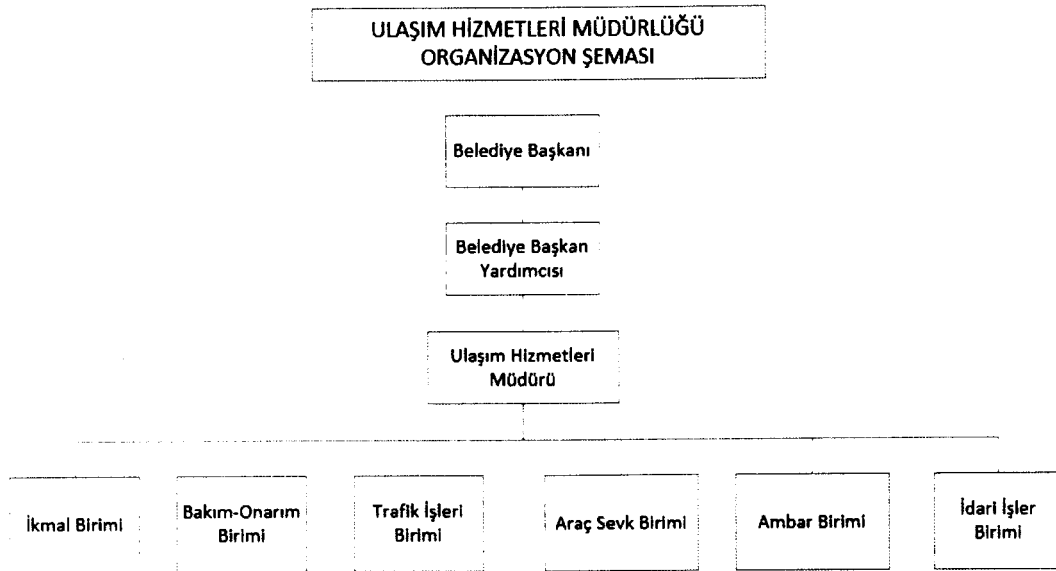 ULAŞIM HİZMETLERİ MÜDÜRLÜĞÜ
ORGANİZASYON ŞEMASI
Belediye Başkanı
Belediye Başkan
Yardımcısı
Ulaşım Hizmetleri
Müdürü
İkmal Birimi
Bakım-Onarım
Birimi
Trafik İşleri
Birimi
Araç Sevk Birimi
Ambar Birimi
İdari İşler
Birimi